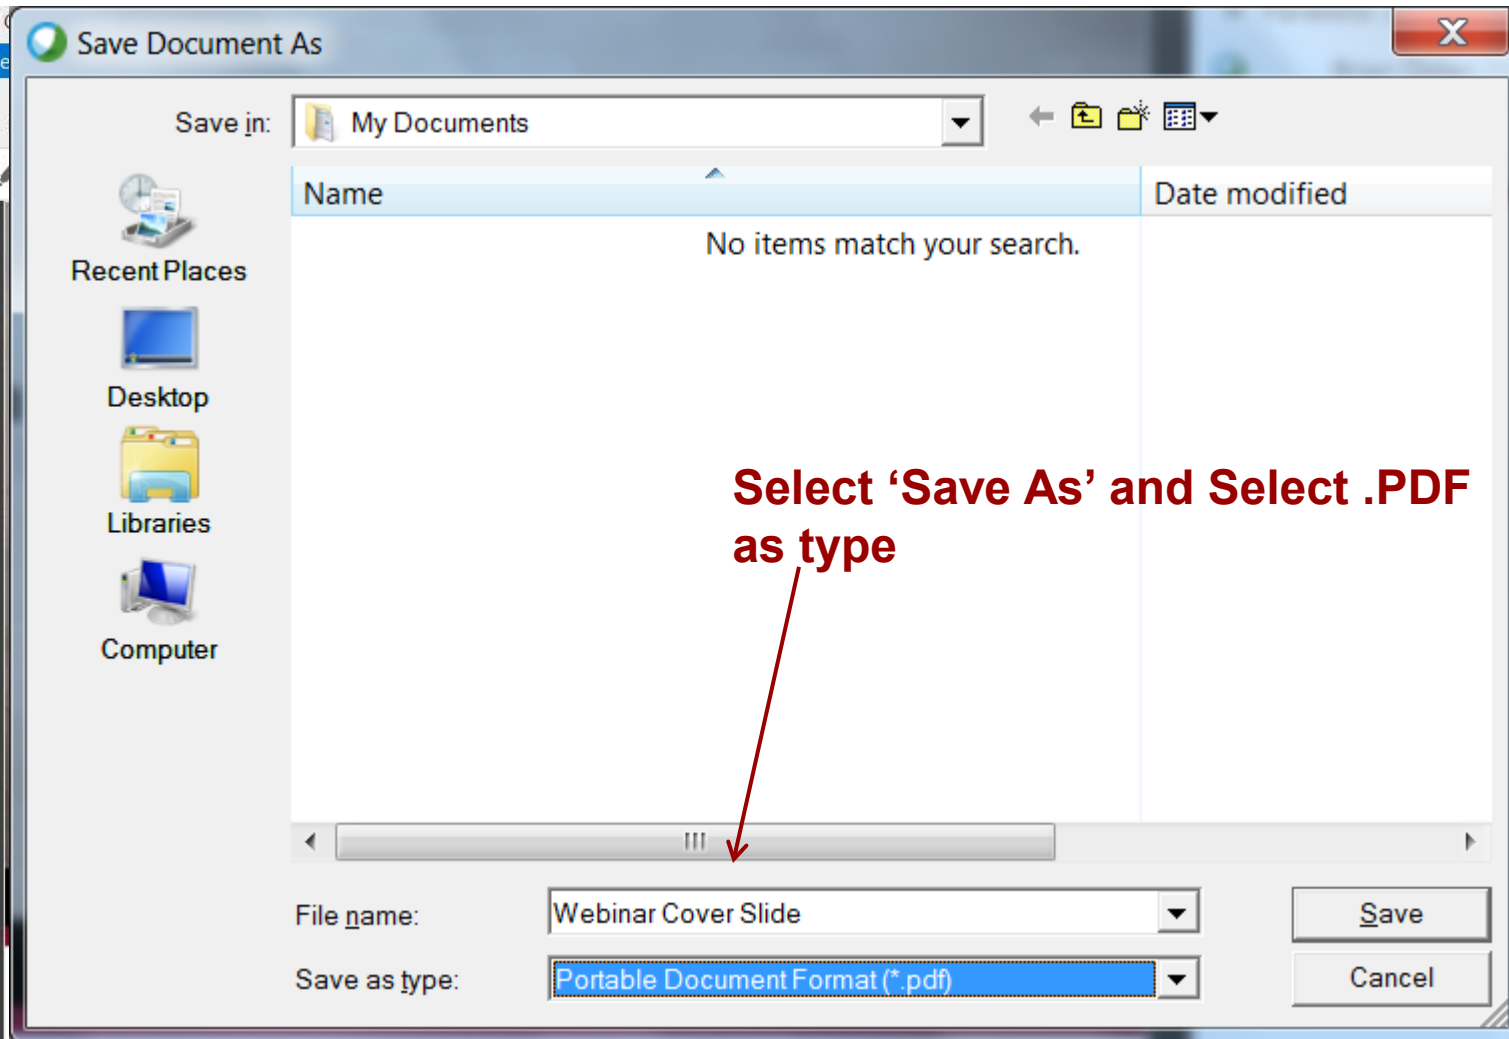 Save Document As
Save in:
My Documents
Name
Date modified
No items match your search.
Recent Places
Desktop
Libraries
Computer
Select ‘Save As’ and Select .PDF
as type
File name:
Webinar Cover Slide
Save
Save as type:
Portable Document Format (*.pdf)
Cancel